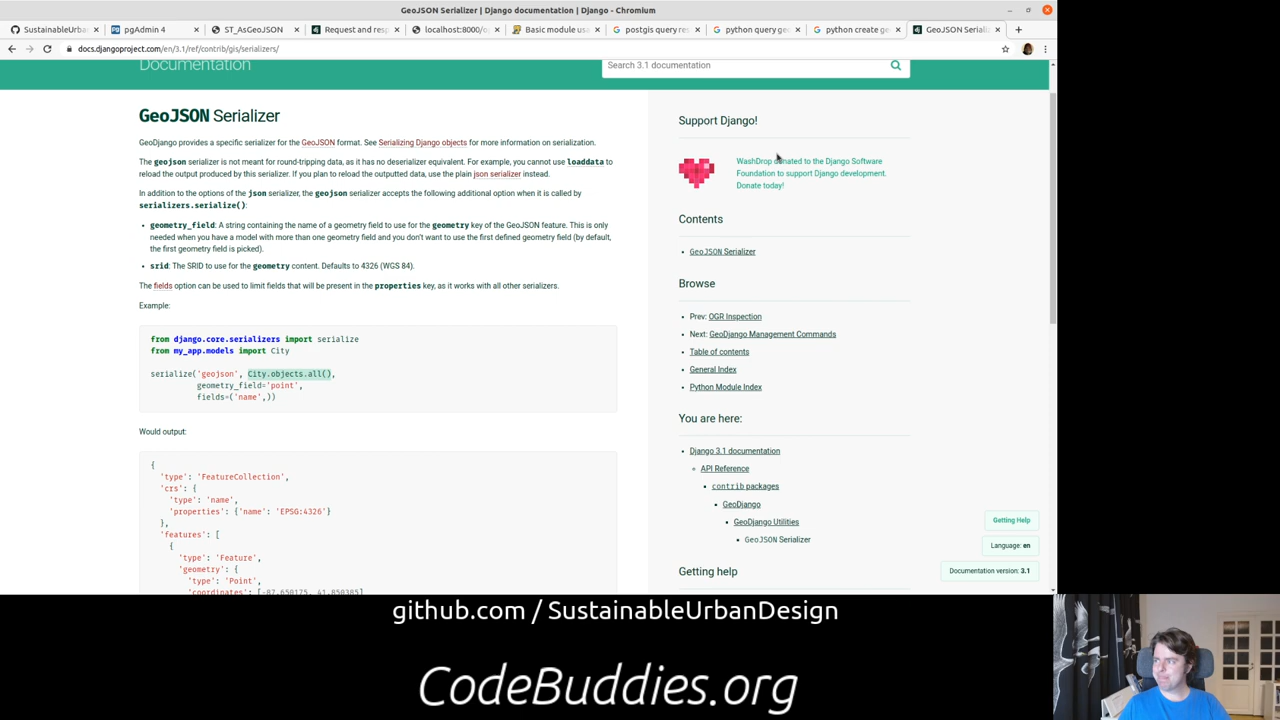 GeoJSON Serializer | Django documentation | Django - Chromium
SustainableUrban
pgAdmin 4
ST_AsGeoJSON
Request and resp
localhost:8000/o
Basic module us
postgis query res
python query geo
python create ge
GeoJSON Serializ
docs.djangoproject.com/en/3.1/ref/contrib/gis/serializers/
Documentation
Search 3.1 documentation
GeoJSON Serializer
GeoDjango provides a specific serializer for the GeoJSON format. See Serializing Django objects for more information on serialization.
The geojson serializer is not meant for round-tripping data, as it has no deserializer equivalent. For example, you cannot use loaddata to
reload the output produced by this serializer. If you plan to reload the outputted data, use the plain json serializer instead.
In addition to the options of the json serializer, the geojson serializer accepts the following additional option when it is called by
serializers.serialize():
• geometry_field: A string containing the name of a geometry field to use for the geometry key of the GeoJSON feature. This is only
needed when you have a model with more than one geometry field and you don't want to use the first defined geometry field (by default,
the first geometry field is picked).
• srid: The SRID to use for the geometry content. Defaults to 4326 (WGS 84).
The fields option can be used to limit fields that will be present in the properties key, as it works with all other serializers.
Example:
from django.core.serializers import serialize
from my_app.models import City
serialize('geojson', City.objects.all(),
geometry_field='point',
fields=('name',))
Would output:
{
'type': 'FeatureCollection',
'crs': {
'type': 'name',
'properties': {'name': 'EPSG:4326'}
},
'features': [
{
'type': 'Feature',
'geometry': {
'type': 'Point',
'coordinates': [-87.650175, 41.850385]
Support Django!
WashDrop donated to the Django Software
Foundation to support Django development.
Donate today!
Contents
• GeoJSON Serializer
Browse
• Prev: OGR Inspection
• Next: GeoDjango Management Commands
• Table of contents
• General Index
• Python Module Index
You are here:
• Django 3.1 documentation
API Reference
contrib packages
GeoDjango
GeoDjango Utilities
GeoJSON Serializer
Getting help
Getting Help
Language: en
Documentation version: 3.1
github.com / SustainableUrbanDesign
CodeBuddies.org